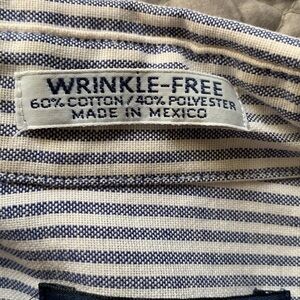 WRINKLE-FREE
60% COTTON / 40% POLYESTER
MADE IN MEXICO